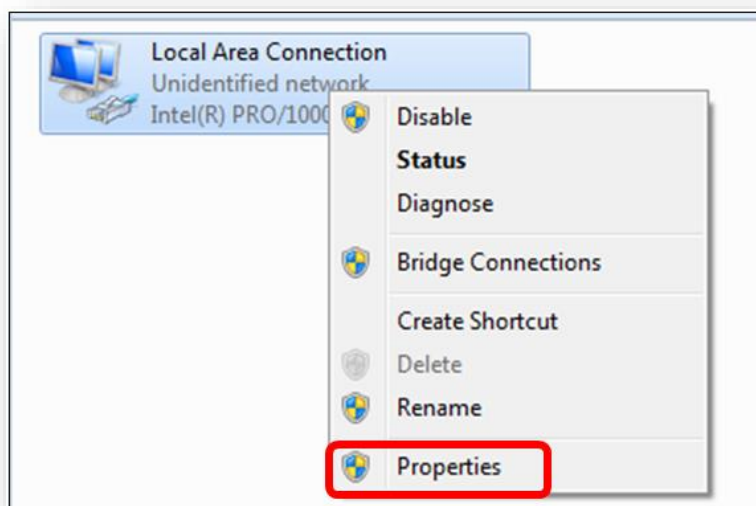 Local Area Connection
Unidentified network
Intel(R) PRO/1000
Disable
Status
Diagnose
Bridge Connections
Create Shortcut
Delete
Rename
Properties